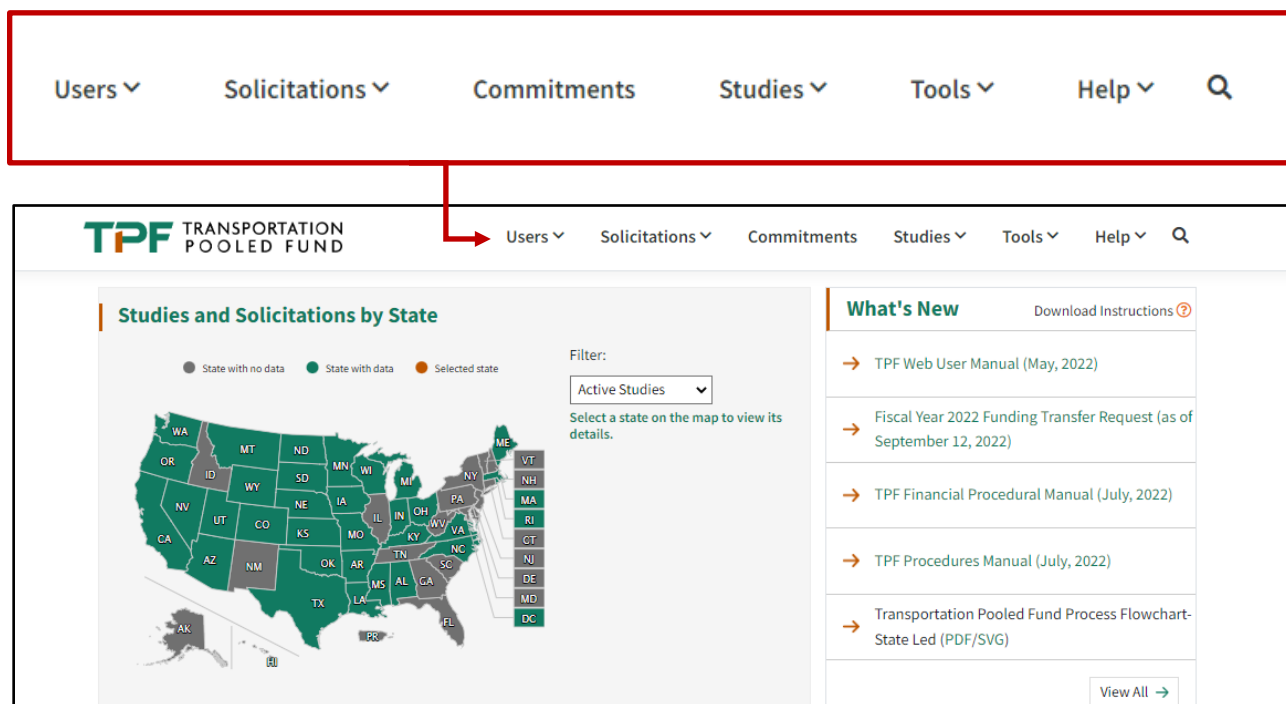 Users
Solicitations
Commitments
Studies
Tools
Help
TPF TRANSPORTATION
POOLED FUND
Users
Solicitations
Commitments
Studies
Tools
Help
Studies and Solicitations by State
State with no data
State with data
Selected state
Filter:
Active Studies
Select a state on the map to view its
details.
WA
MT
ND
MN
WI
MI
ME
OR
ID
WY
SD
NY
NV
UT
CO
NE
IA
IL
IN
OH
PA
WV
VA
CA
KS
MO
KY
NC
AZ
NM
OK
AR
TN
SC
TX
LA
MS
AL
GA
FL
AK
HI
PR
VT
NH
MA
RI
CT
NJ
DE
MD
DC
What's New
Download Instructions ?
TPF Web User Manual (May, 2022)
Fiscal Year 2022 Funding Transfer Request (as of
September 12, 2022)
TPF Financial Procedural Manual (July, 2022)
TPF Procedures Manual (July, 2022)
Transportation Pooled Fund Process Flowchart-
State Led (PDF/SVG)
View All